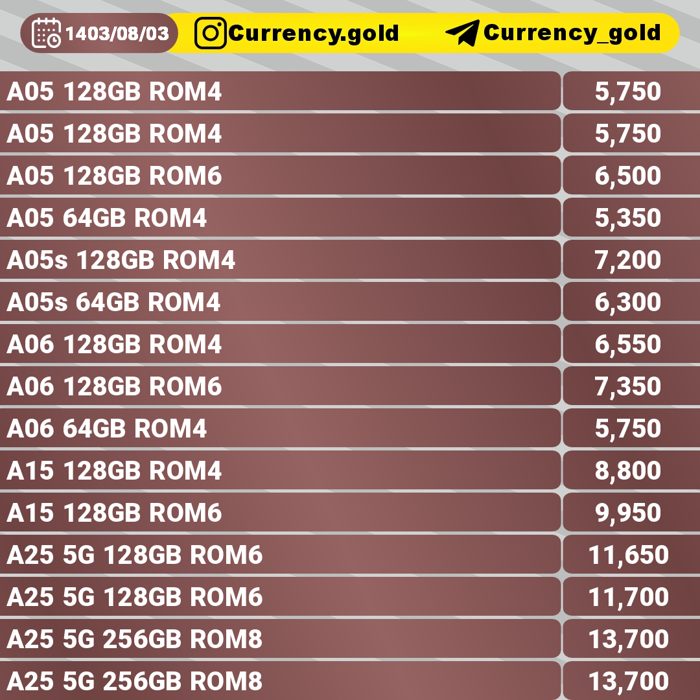 1403/08/03 Currency.gold Currency_gold
A05 128GB ROM4 5,750
A05 128GB ROM4 5,750
A05 128GB ROM6 6,500
A05 64GB ROM4 5,350
A05s 128GB ROM4 7,200
A05s 64GB ROM4 6,300
A06 128GB ROM4 6,550
A06 128GB ROM6 7,350
A06 64GB ROM4 5,750
A15 128GB ROM4 8,800
A15 128GB ROM6 9,950
A25 5G 128GB ROM6 11,650
A25 5G 128GB ROM6 11,700
A25 5G 256GB ROM8 13,700
A25 5G 256GB ROM8 13,700